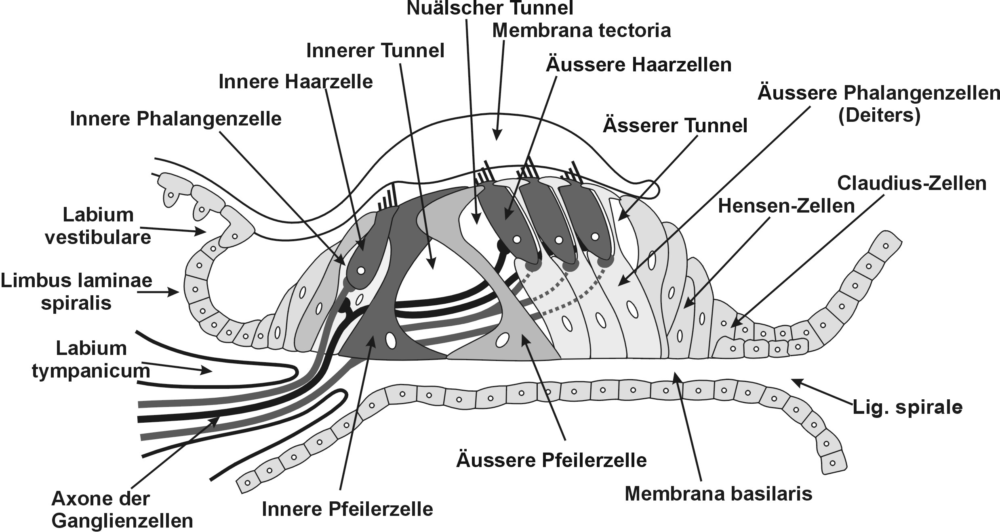 Nuälscher Tunnel
Membrana tectoria
Innerer Tunnel
Äussere Haarzellen
Innere Haarzelle
Äussere Phalangenzellen
(Deiters)
Innere Phalangenzelle
Ässerer Tunnel
Claudius-Zellen
Hensen-Zellen
Labium
vestibulare
Limbus laminae
spiralis
Labium
tympanicum
Lig. spirale
Äussere Pfeilerzelle
Membrana basilaris
Axone der
Ganglienzellen
Innere Pfeilerzelle